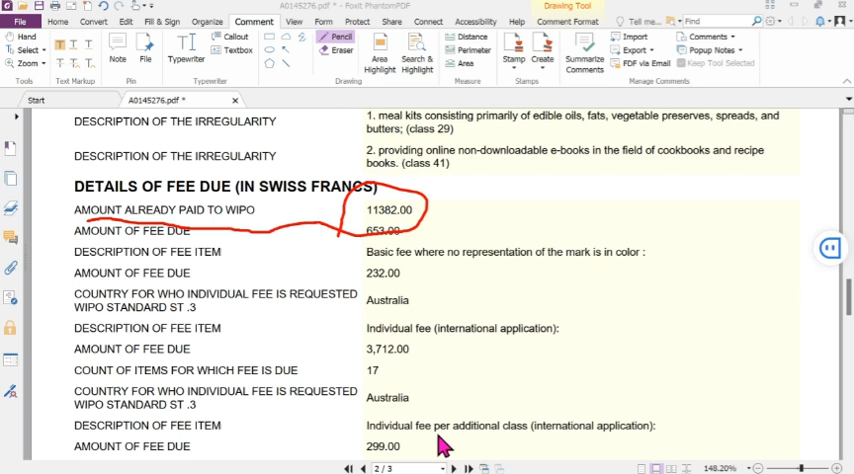 A0145276.pdf * - Foxit PhantomPDF
Drawing Tool
File Home Convert Edit Fill & Sign Organize Comment View Form Protect Share Connect Accessibility Help Comment Format Tell me... Find
Hand
Select
Zoom
Tools
Text Markup
Note File
Pin
Typewriter
Callout
Textbox
Typewriter
Pencil
Eraser
Drawing
Area Highlight
Search & Highlight
Distance
Perimeter
Area
Measure
Stamp Create
Stamps
Summarize Comments
Import
Export
FDF via Email
Comments
Popup Notes
Keep Tool Selected
Manage Comments
Start A0145276.pdf *
DESCRIPTION OF THE IRREGULARITY 1. meal kits consisting primarily of edible oils, fats, vegetable preserves, spreads, and
butters; (class 29)
DESCRIPTION OF THE IRREGULARITY 2. providing online non-downloadable e-books in the field of cookbooks and recipe
books. (class 41)
DETAILS OF FEE DUE (IN SWISS FRANCS)
AMOUNT ALREADY PAID TO WIPO 11382.00
AMOUNT OF FEE DUE 653.00
DESCRIPTION OF FEE ITEM Basic fee where no representation of the mark is in color :
AMOUNT OF FEE DUE 232.00
COUNTRY FOR WHO INDIVIDUAL FEE IS REQUESTED
WIPO STANDARD ST .3 Australia
DESCRIPTION OF FEE ITEM Individual fee (international application):
AMOUNT OF FEE DUE 3,712.00
COUNT OF ITEMS FOR WHICH FEE IS DUE 17
COUNTRY FOR WHO INDIVIDUAL FEE IS REQUESTED
WIPO STANDARD ST .3 Australia
DESCRIPTION OF FEE ITEM Individual fee per additional class (international application):
AMOUNT OF FEE DUE 299.00
2 / 3
148.20%